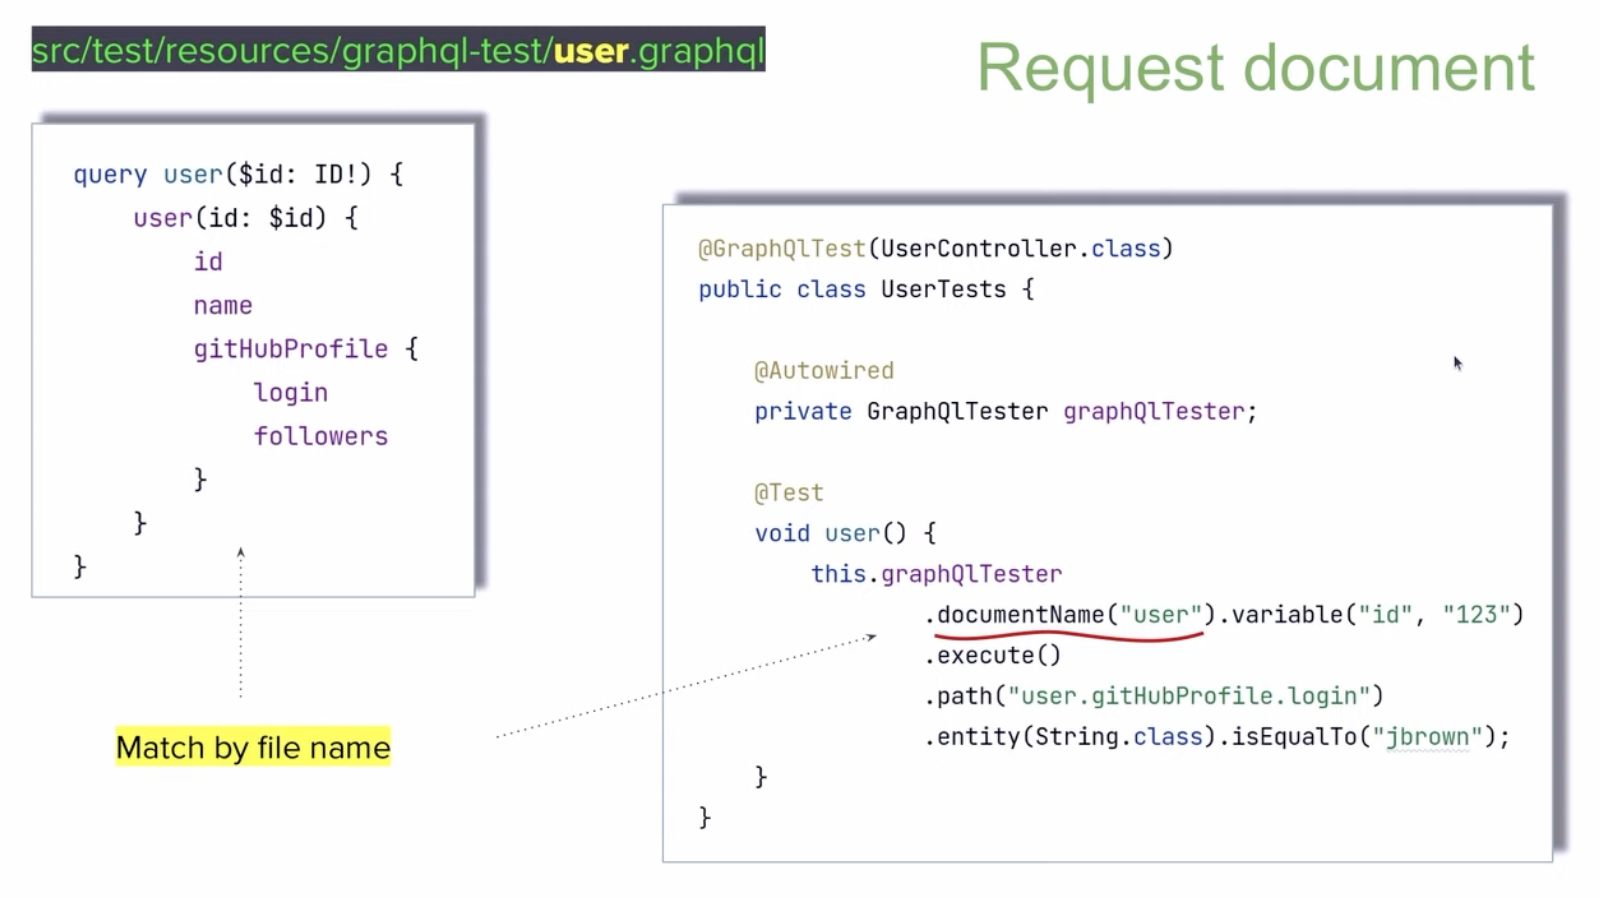 src/test/resources/graphql-test/user.graphql
Request document
query user($id: ID!) {
user(id: $id) {
id
name
gitHubProfile {
login
followers
}
}
}
Match by file name
@GraphQlTest(UserController.class)
public class UserTests {
@Autowired
private GraphQlTester graphQlTester;
@Test
void user() {
this.graphQlTester
.documentName("user").variable("id", "123")
.execute()
.path("user.gitHubProfile.login")
.entity(String.class).isEqualTo("jbrown");
}
}